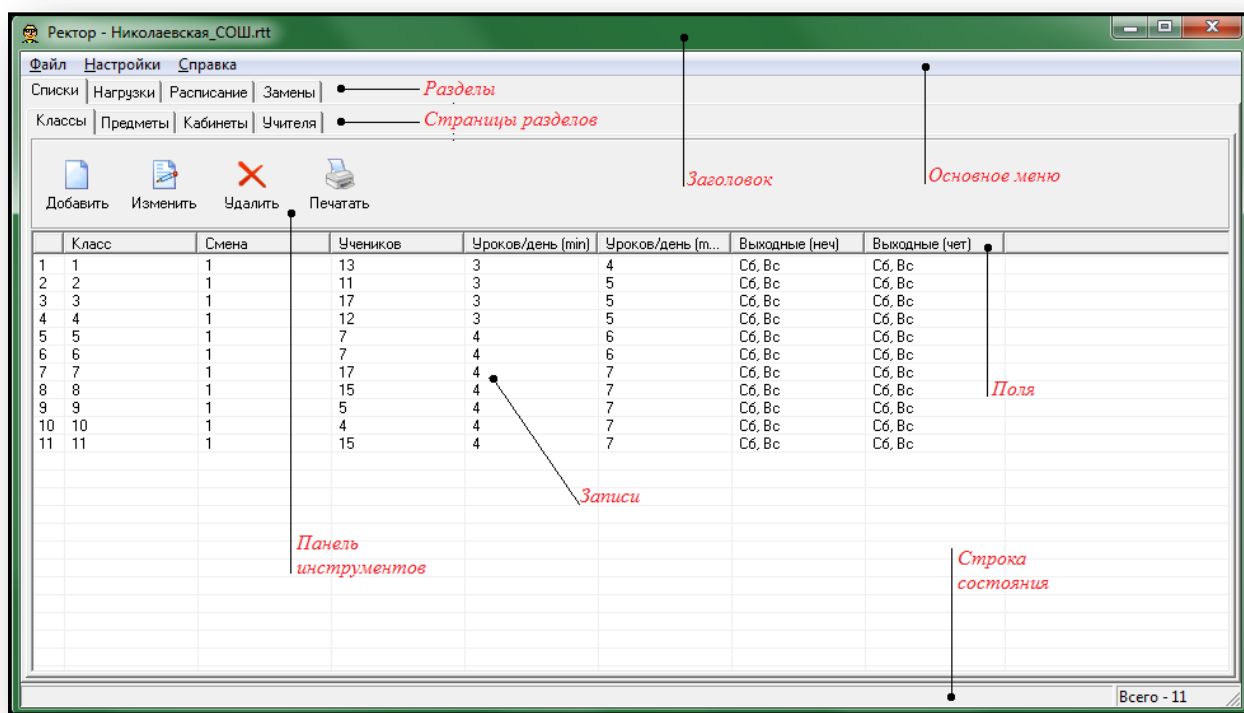 Ректор - Николаевская_СОШ.rtt
Файл Настройки Справка
Списки Нагрузки Расписание Замены Разделы
Классы Предметы Кабинеты Учителя Страницы разделов
Заголовок Основное меню
Добавить Изменить Удалить Печатать
Класс Смена Учеников Уроков/день (min) Уроков/день (m... Выходные (неч) Выходные (чет)
1 1 1 13 3 4 Сб, Вс Сб, Вс
2 2 1 11 3 5 Сб, Вс Сб, Вс
3 3 1 17 3 5 Сб, Вс Сб, Вс
4 4 1 12 3 5 Сб, Вс Сб, Вс
5 5 1 7 4 6 Сб, Вс Сб, Вс
6 6 1 7 4 6 Сб, Вс Сб, Вс
7 7 1 17 4 7 Сб, Вс Сб, Вс
8 8 1 15 4 7 Сб, Вс Сб, Вс Поля
9 9 1 5 4 7 Сб, Вс Сб, Вс
10 10 1 4 4 7 Сб, Вс Сб, Вс
11 11 1 15 4 7 Сб, Вс Сб, Вс
Записи
Панель
инструментов
Строка
состояния
Всего - 11